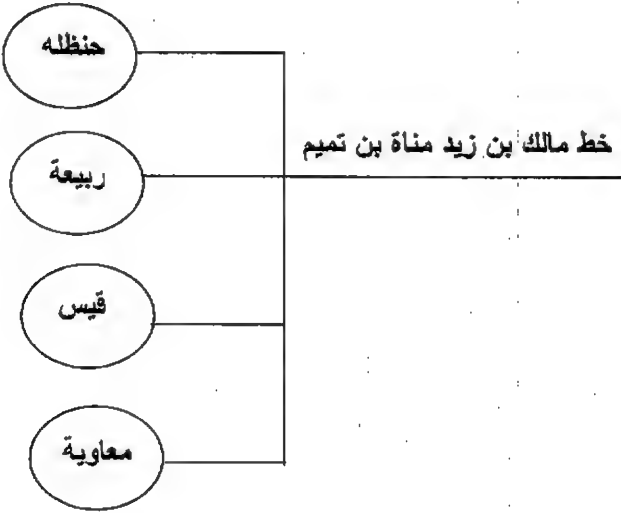 حنظله
خط مالك بن زيد مناة بن تميم
ربيعة
قيس
معاوية